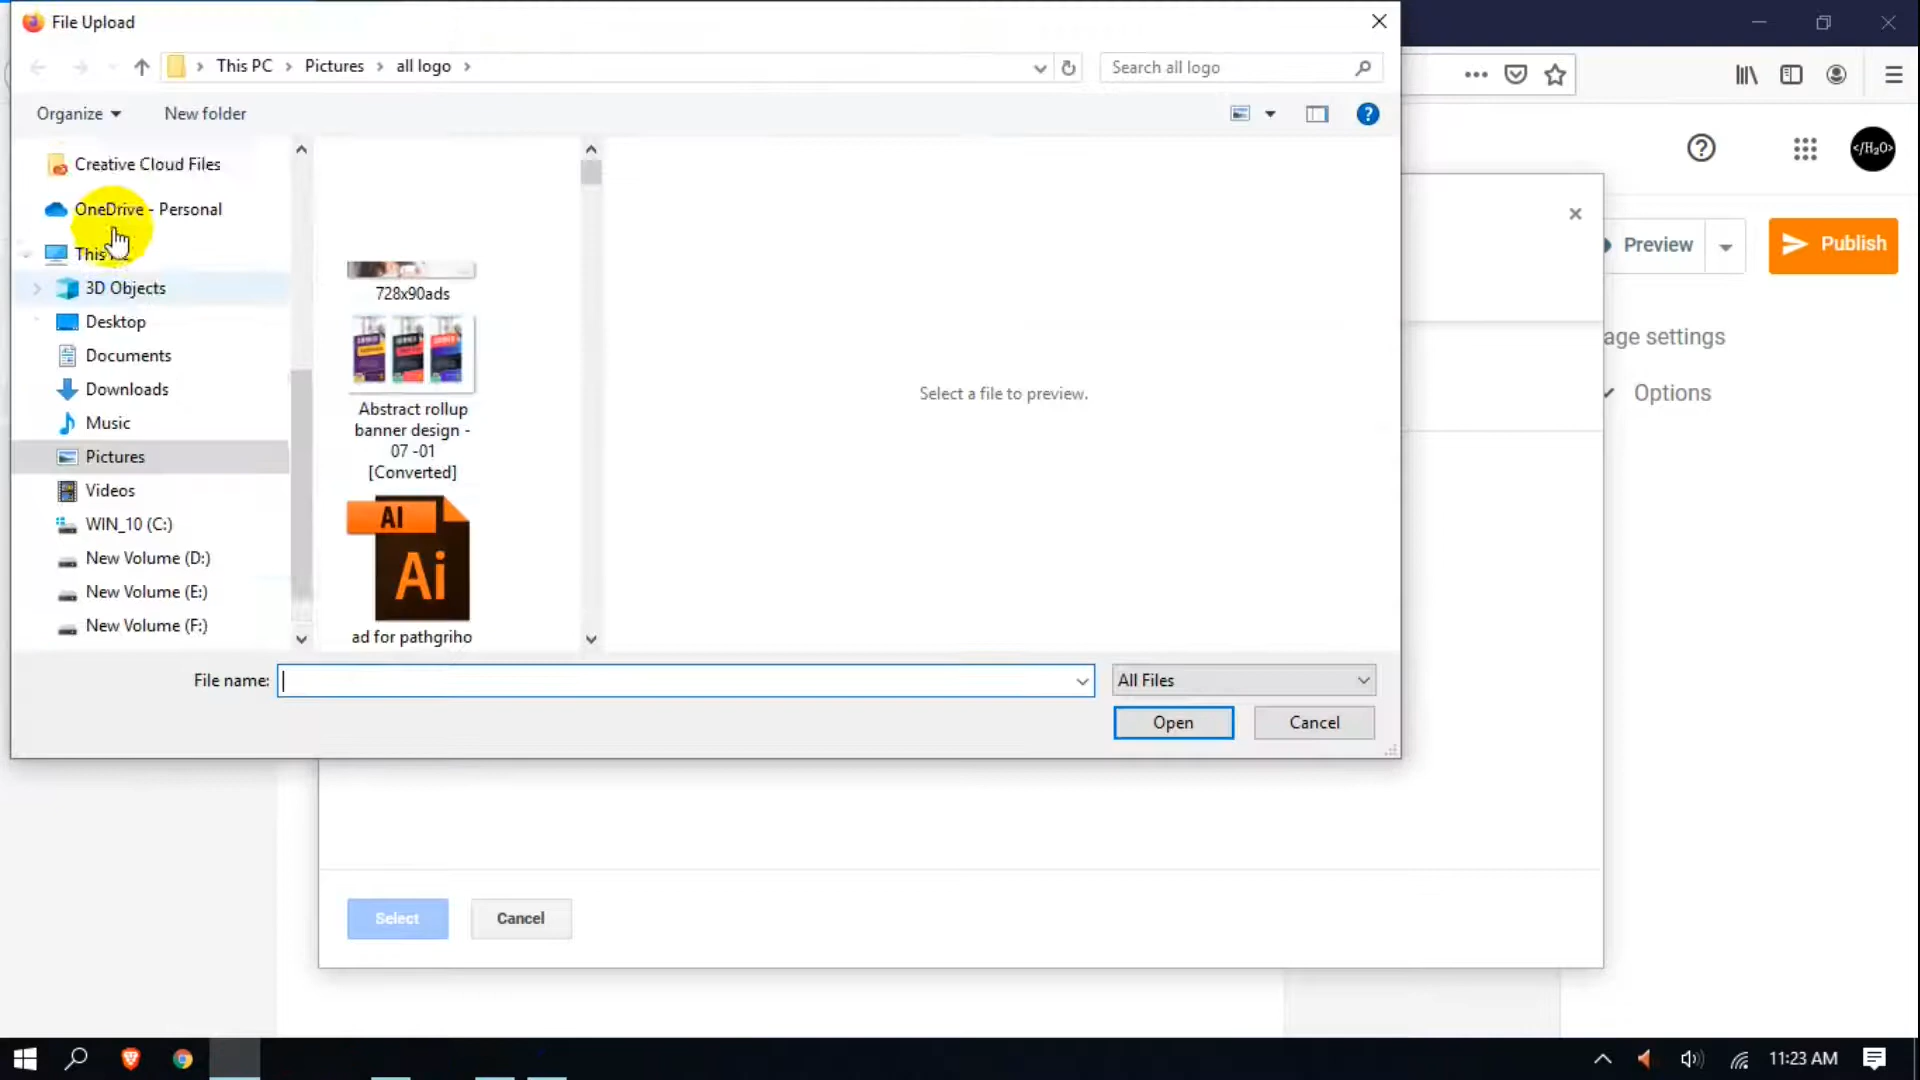 File Upload
This PC > Pictures > all logo >
Search all logo
Organize
New folder
Creative Cloud Files
OneDrive - Personal
This
3D Objects
Desktop
Documents
Downloads
Music
Pictures
Videos
WIN_10 (C:)
New Volume (D:)
New Volume (E:)
New Volume (F:)
728x90ads
Abstract rollup
banner design -
07 -01
[Converted]
AI
Ai
ad for pathgriho
Select a file to preview.
File name:
All Files
Open
Cancel
</H₂O>
Preview
Publish
age settings
Options
Select
Cancel
11:23 AM